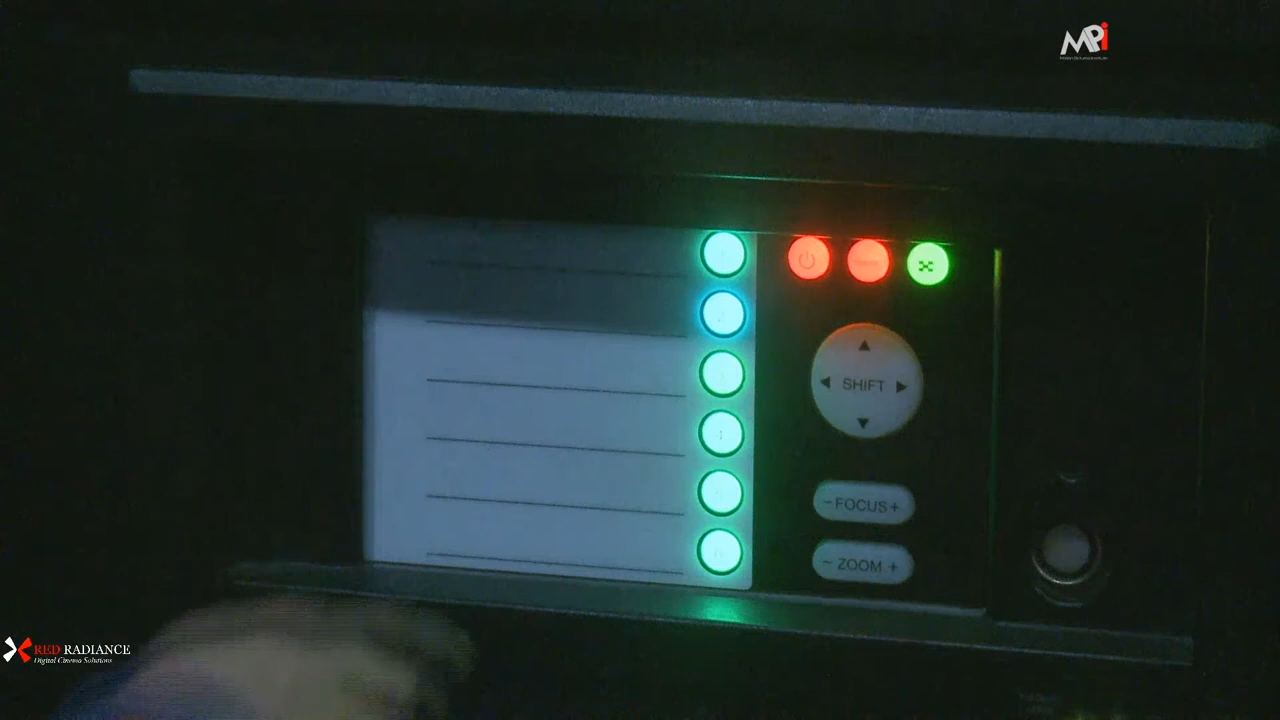 MPi
SHIFT
- FOCUS +
- ZOOM +
RED RADIANCE
Digital Cinema Solutions